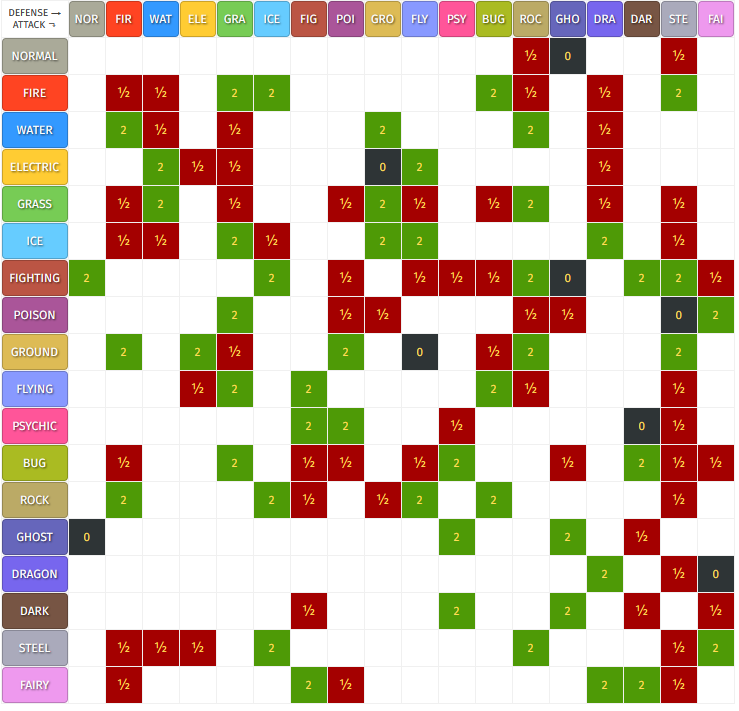 DEFENSE → NOR FIR WAT ELE GRA ICE FIG POI GRO FLY PSY BUG ROC GHO DRA DAR STE FAI
ATTACK ¬
NORMAL ½ 0 ½
FIRE ½ ½ 2 2 2 ½ ½ 2
WATER 2 ½ ½ 2 2 ½
ELECTRIC 2 ½ ½ 0 2 ½
GRASS ½ 2 ½ ½ 2 ½ ½ 2 ½ ½
ICE ½ ½ 2 ½ 2 2 2 ½
FIGHTING 2 2 ½ ½ ½ ½ 2 0 2 2 ½
POISON 2 ½ ½ ½ ½ 0 2
GROUND 2 2 ½ 2 0 ½ 2 2
FLYING ½ 2 2 2 ½ ½
PSYCHIC 2 2 ½ 0 ½
BUG ½ 2 ½ ½ ½ 2 ½ 2 ½ ½
ROCK 2 2 ½ ½ 2 2 ½
GHOST 0 2 2 ½
DRAGON 2 ½ 0
DARK ½ 2 2 ½ ½
STEEL ½ ½ ½ 2 2 ½ 2
FAIRY ½ 2 ½ 2 2 ½